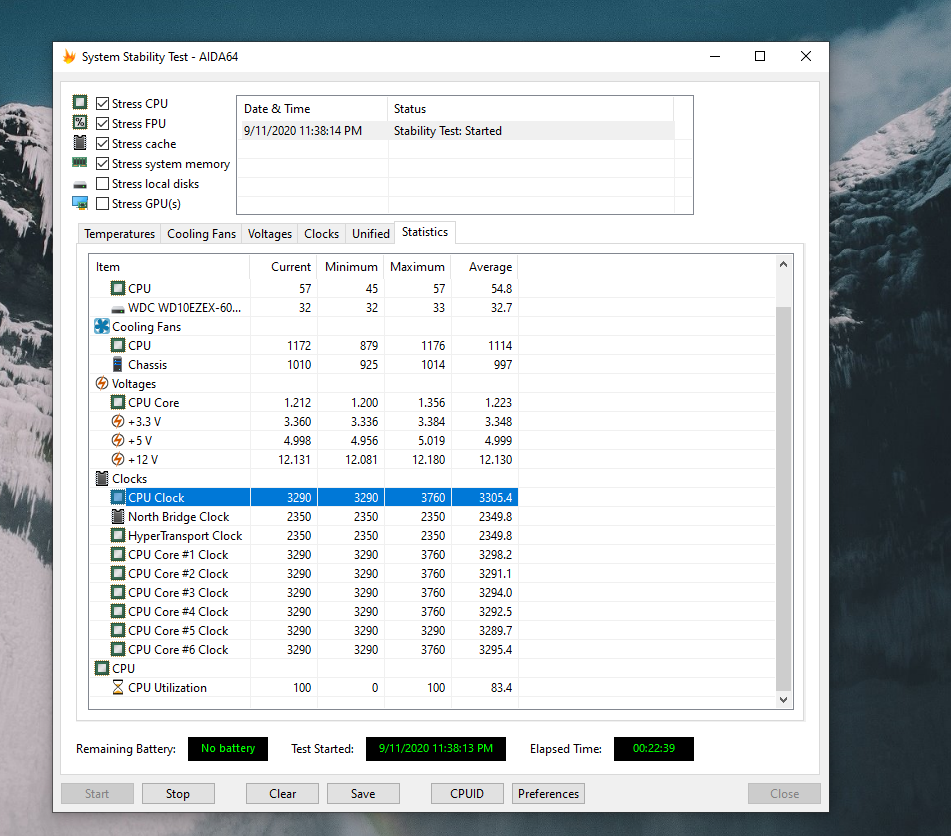 System Stability Test - AIDA64
Stress CPU
Stress FPU
Stress cache
Stress system memory
Stress local disks
Stress GPU(s)
Date & Time Status
9/11/2020 11:38:14 PM Stability Test: Started
Temperatures Cooling Fans Voltages Clocks Unified Statistics
Item Current Minimum Maximum Average
CPU 57 45 57 54.8
WDC WD10EZEX-60... 32 32 33 32.7
Cooling Fans
CPU 1172 879 1176 1114
Chassis 1010 925 1014 997
Voltages
CPU Core 1.212 1.200 1.356 1.223
+3.3 V 3.360 3.336 3.384 3.348
+5 V 4.998 4.956 5.019 4.999
+12 V 12.131 12.081 12.180 12.130
Clocks
CPU Clock 3290 3290 3760 3305.4
North Bridge Clock 2350 2350 2350 2349.8
HyperTransport Clock 2350 2350 2350 2349.8
CPU Core #1 Clock 3290 3290 3760 3298.2
CPU Core #2 Clock 3290 3290 3760 3291.1
CPU Core #3 Clock 3290 3290 3760 3294.0
CPU Core #4 Clock 3290 3290 3760 3292.5
CPU Core #5 Clock 3290 3290 3290 3289.7
CPU Core #6 Clock 3290 3290 3760 3295.4
CPU
CPU Utilization 100 0 100 83.4
Remaining Battery: No battery Test Started: 9/11/2020 11:38:13 PM Elapsed Time: 00:22:39
Start Stop Clear Save CPUID Preferences Close